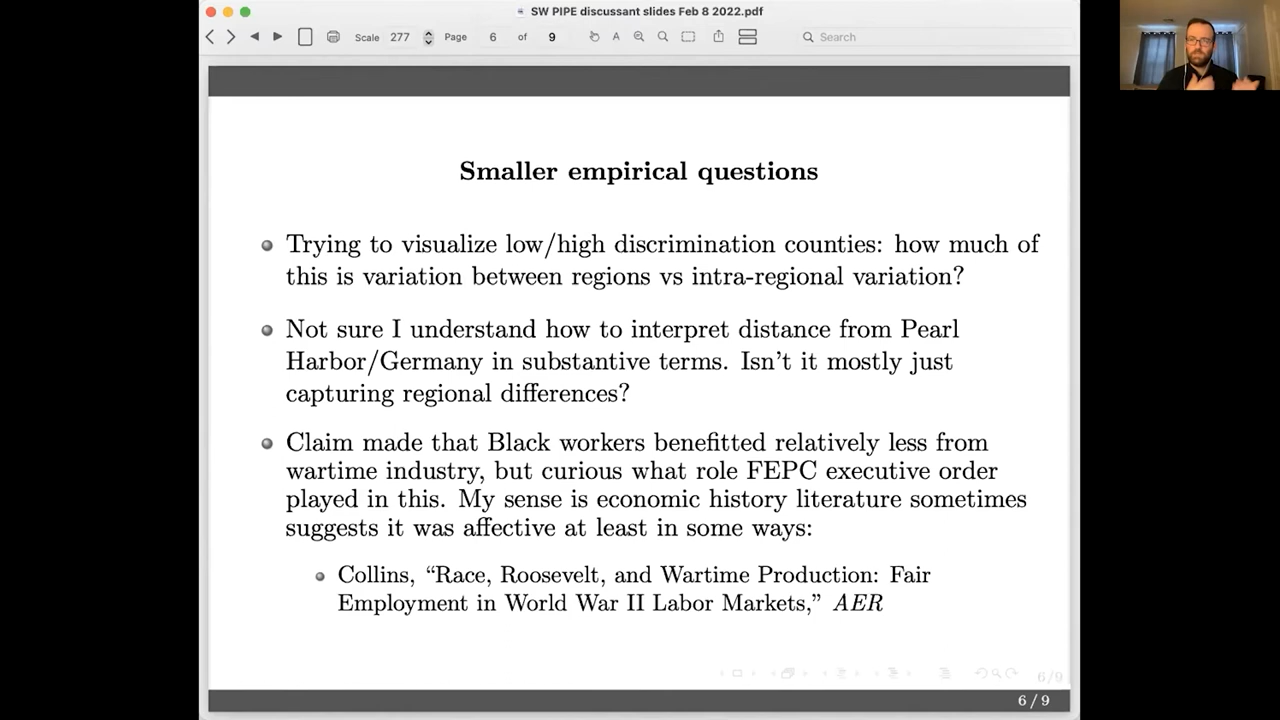 SW PIPE discussant slides Feb 8 2022.pdf
Scale 277 Page 6 of 9 A Search
Smaller empirical questions
Trying to visualize low/high discrimination counties: how much of
this is variation between regions vs intra-regional variation?
Not sure I understand how to interpret distance from Pearl
Harbor/Germany in substantive terms. Isn't it mostly just
capturing regional differences?
Claim made that Black workers benefitted relatively less from
wartime industry, but curious what role FEPC executive order
played in this. My sense is economic history literature sometimes
suggests it was affective at least in some ways:
Collins, “Race, Roosevelt, and Wartime Production: Fair
Employment in World War II Labor Markets,” AER
6/9
6 / 9